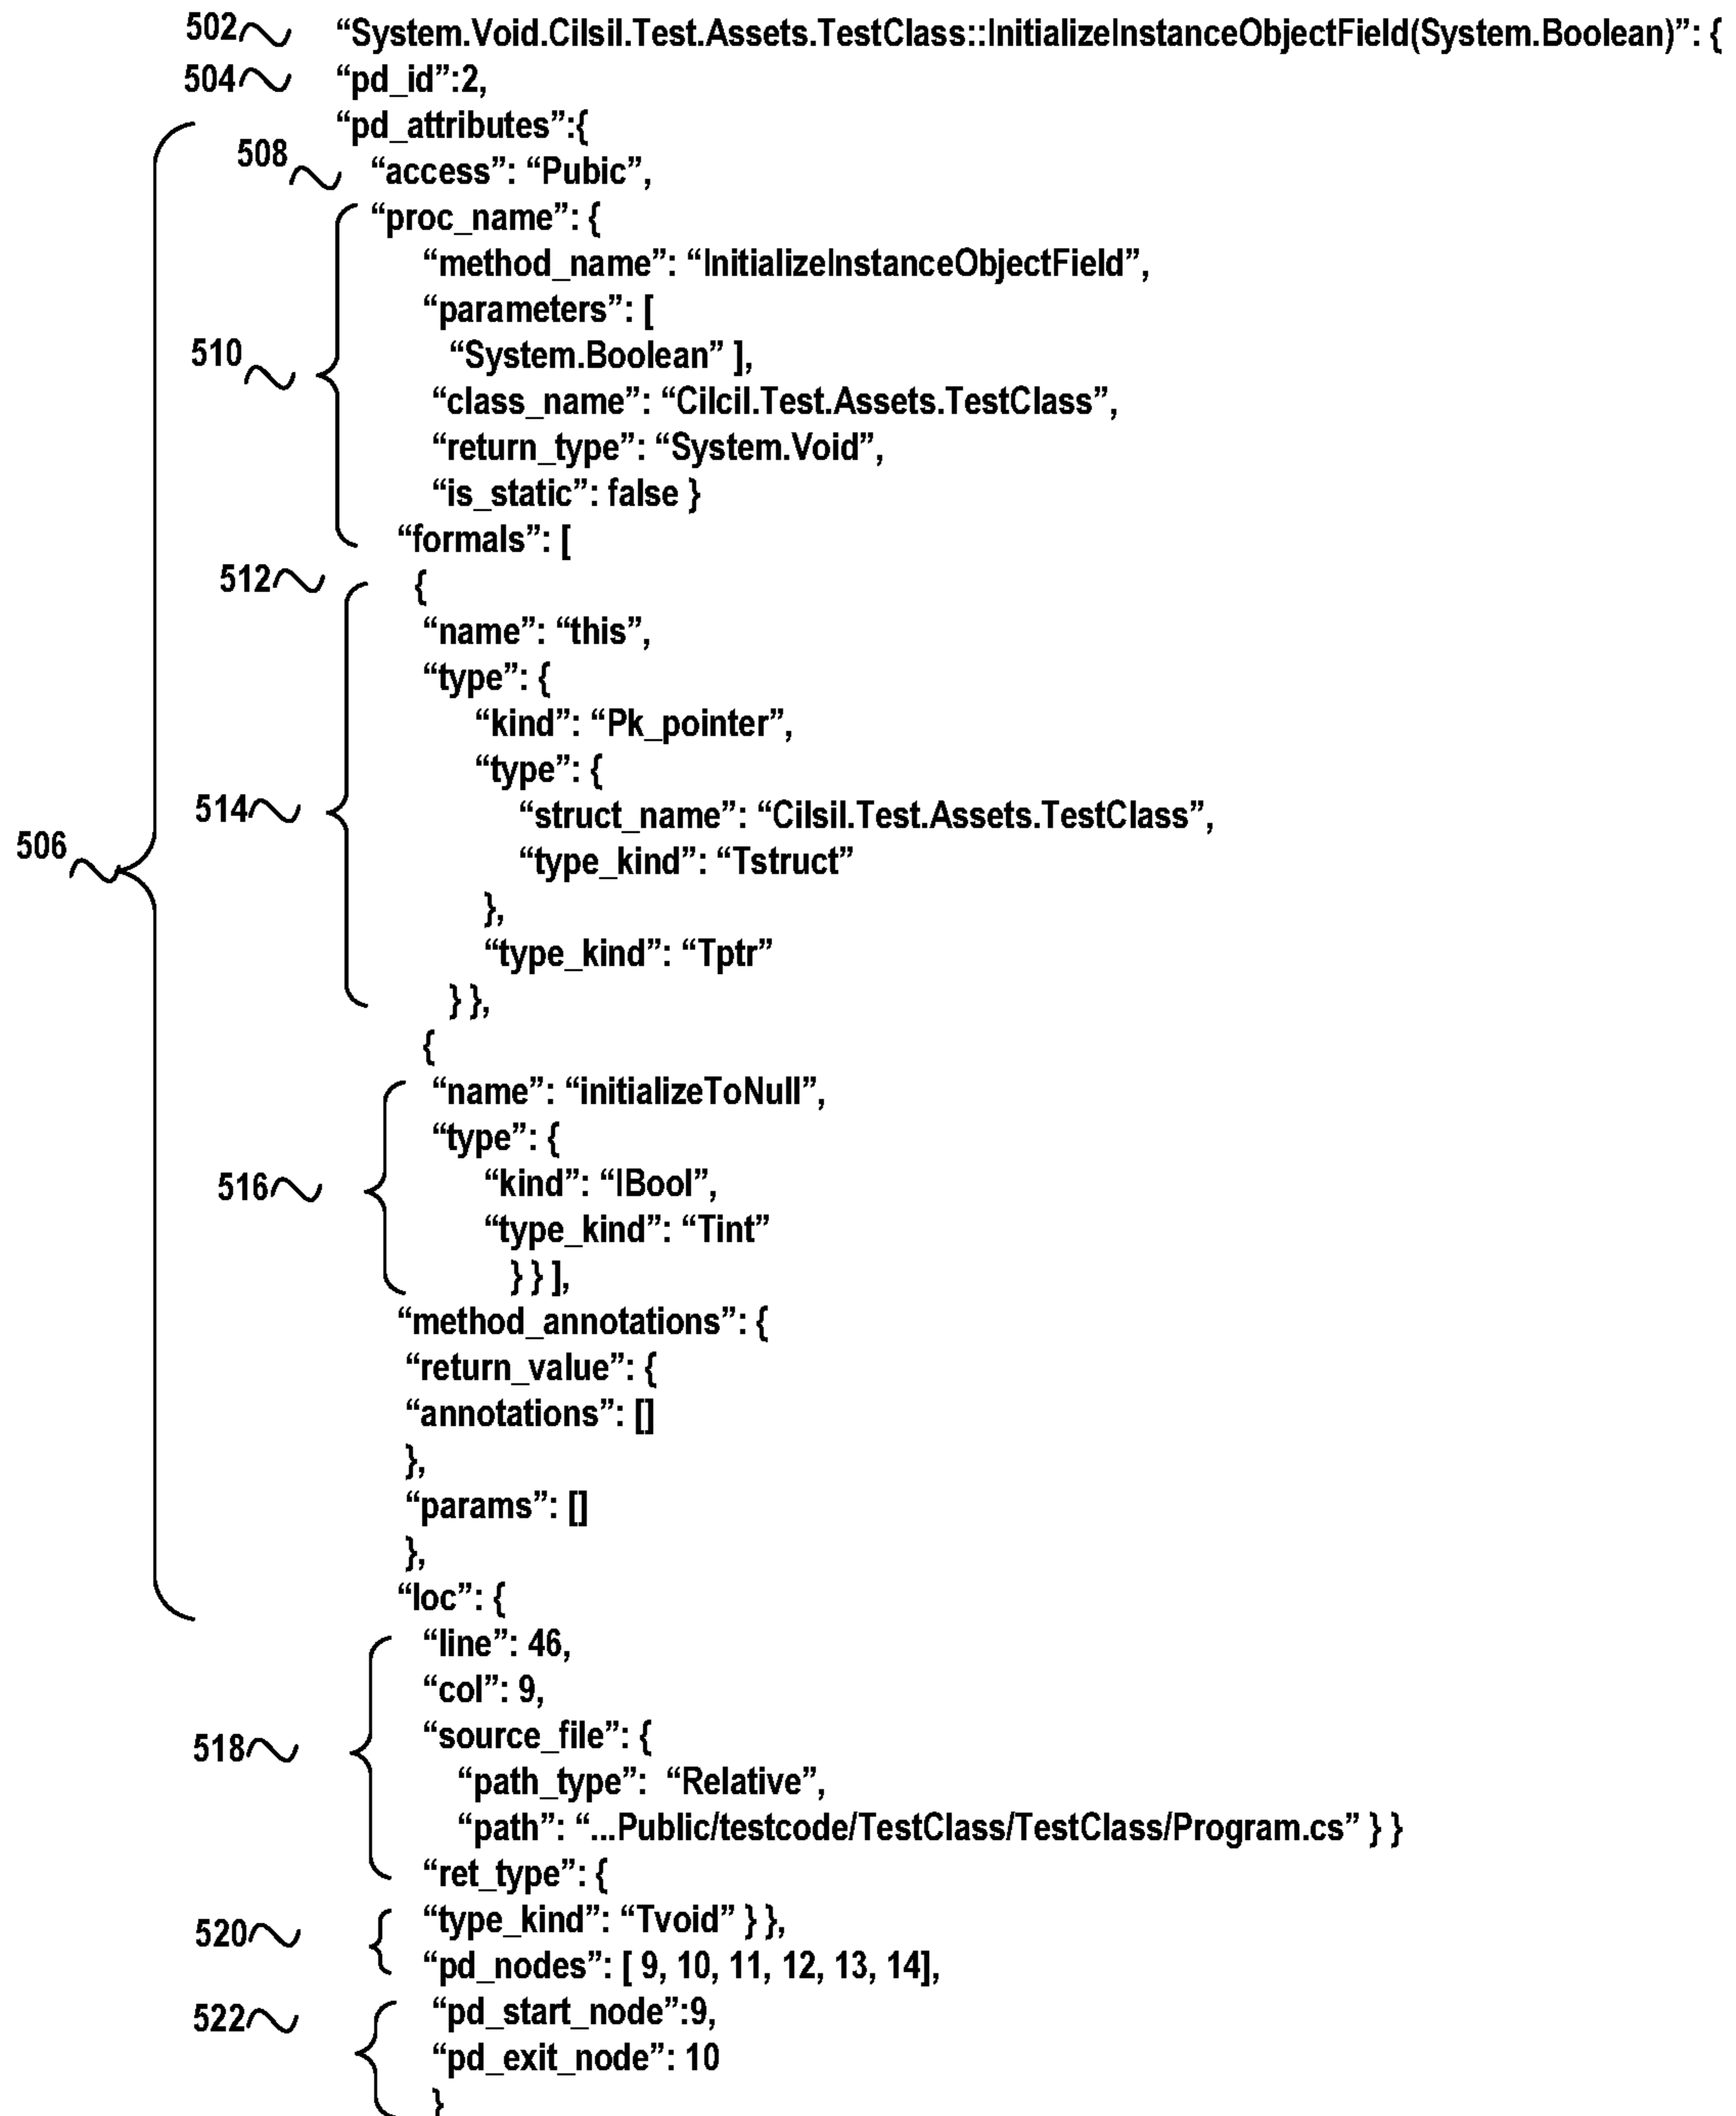 502 “System.Void.Cilsil.Test.Assets.TestClass::InitializeInstanceObjectField(System.Boolean)”: {
504 “pd_id”:2,
“pd_attributes”:{
508 “access”: “Pubic”,
“proc_name”: {
“method_name”: “InitializeInstanceObjectField”,
“parameters”: [
510 “System.Boolean” ],
“class_name”: “Cilcil.Test.Assets.TestClass”,
“return_type”: “System.Void”,
“is_static”: false }
“formals”: [
512 {
“name”: “this”,
“type”: {
“kind”: “Pk_pointer”,
“type”: {
514 “struct_name”: “Cilsil.Test.Assets.TestClass”,
506 “type_kind”: “Tstruct”
},
“type_kind”: “Tptr”
} },
{
“name”: “initializeToNull”,
“type”: {
516 “kind”: “IBool”,
“type_kind”: “Tint”
} } ],
“method_annotations”: {
“return_value”: {
“annotations”: []
},
“params”: []
},
“loc”: {
“line”: 46,
“col”: 9,
518 “source_file”: {
“path_type”: “Relative”,
“path”: “...Public/testcode/TestClass/TestClass/Program.cs” } }
“ret_type”: {
520 “type_kind”: “Tvoid” } },
“pd_nodes”: [ 9, 10, 11, 12, 13, 14],
522 “pd_start_node”:9,
“pd_exit_node”: 10
}